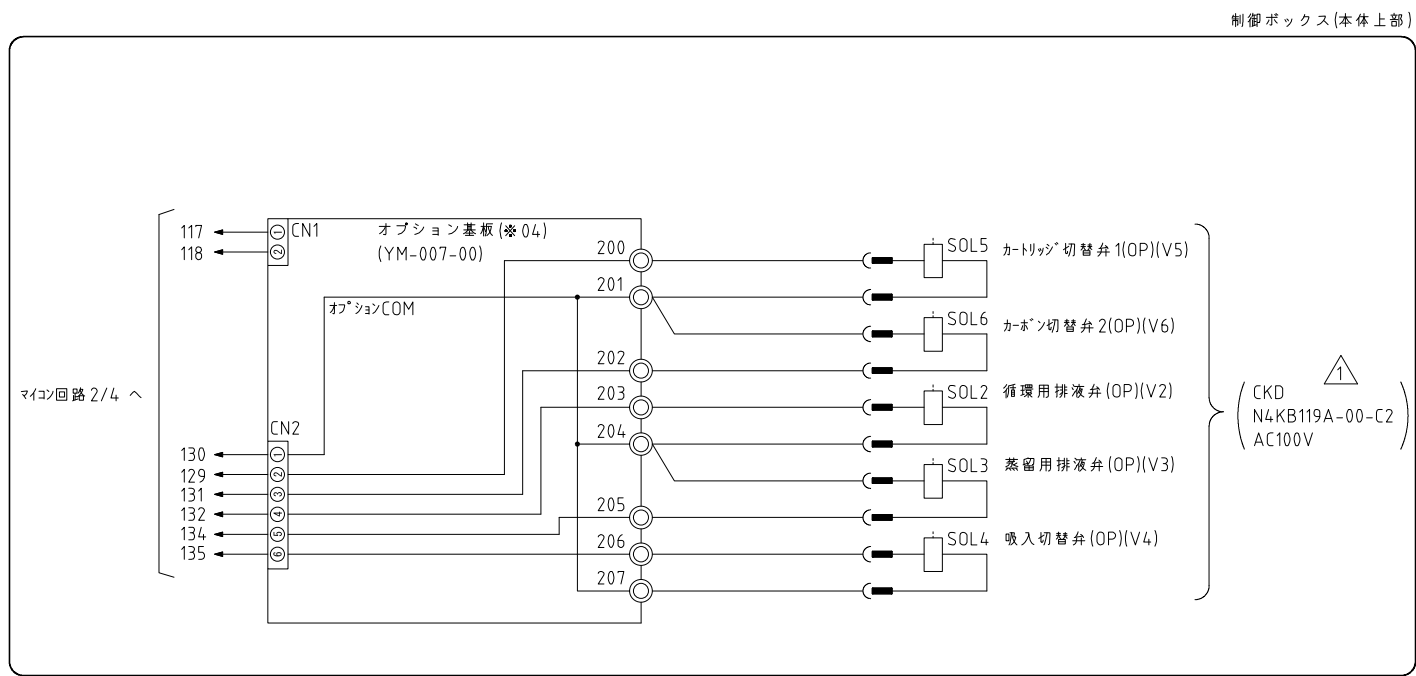 制御ボックス(本体上部)
117
118
① CN1
②
オプション基板(※04)
(YM-007-00)
オプションCOM
200
201
202
203
204
205
206
207
SOL5 カートリッジ切替弁1(OP)(V5)
SOL6 カーボン切替弁2(OP)(V6)
SOL2 循環用排液弁(OP)(V2)
SOL3 蒸留用排液弁(OP)(V3)
SOL4 吸入切替弁(OP)(V4)
マイコン回路2/4 へ
CN2
130 ①
129 ②
131 ③
132 ④
134 ⑤
135 ⑥
1
CKD
N4KB119A-00-C2
AC100V